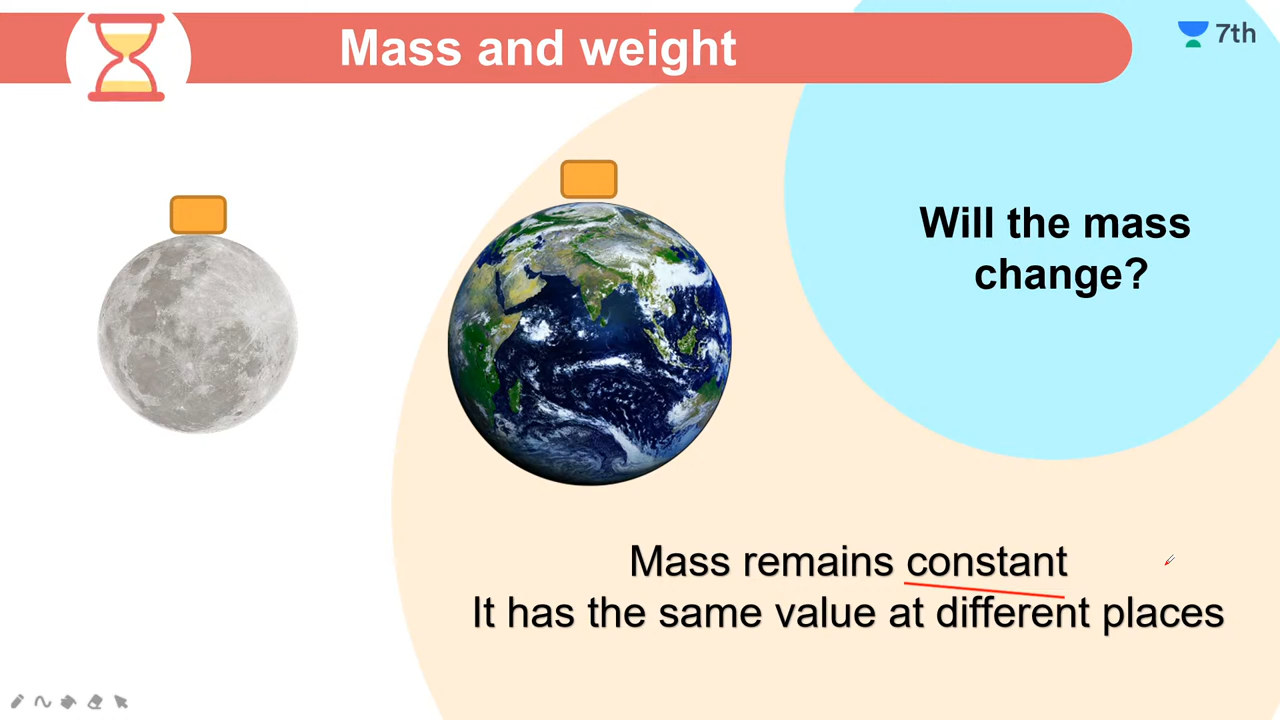 Mass and weight
7th
Will the mass
change?
Mass remains constant
It has the same value at different places